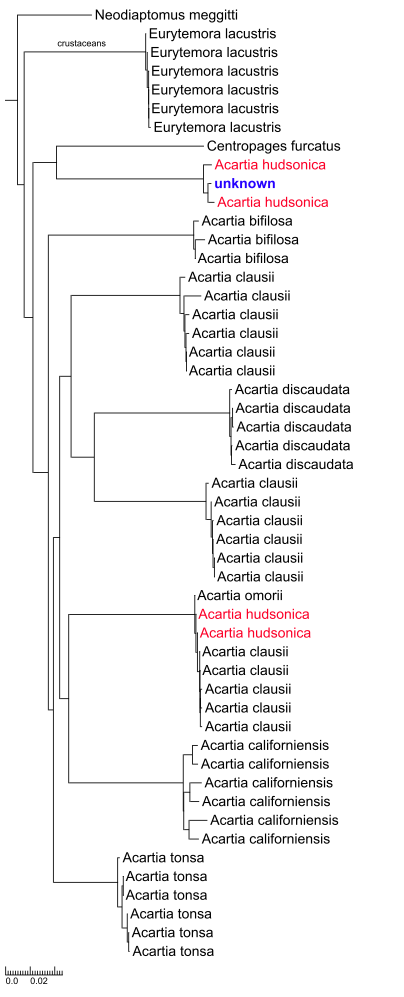 Neodiaptomus meggitti
Eurytemora lacustris
crustaceans
Eurytemora lacustris
Eurytemora lacustris
Eurytemora lacustris
Eurytemora lacustris
Eurytemora lacustris
Centropages furcatus
Acartia hudsonica
unknown
Acartia hudsonica
Acartia bifilosa
Acartia bifilosa
Acartia bifilosa
Acartia clausii
Acartia clausii
Acartia clausii
Acartia clausii
Acartia clausii
Acartia clausii
Acartia discaudata
Acartia discaudata
Acartia discaudata
Acartia discaudata
Acartia discaudata
Acartia clausii
Acartia clausii
Acartia clausii
Acartia clausii
Acartia clausii
Acartia clausii
Acartia omorii
Acartia hudsonica
Acartia hudsonica
Acartia clausii
Acartia clausii
Acartia clausii
Acartia clausii
Acartia clausii
Acartia californiensis
Acartia californiensis
Acartia californiensis
Acartia californiensis
Acartia californiensis
Acartia californiensis
Acartia tonsa
Acartia tonsa
Acartia tonsa
Acartia tonsa
Acartia tonsa
Acartia tonsa
0.0 0.02